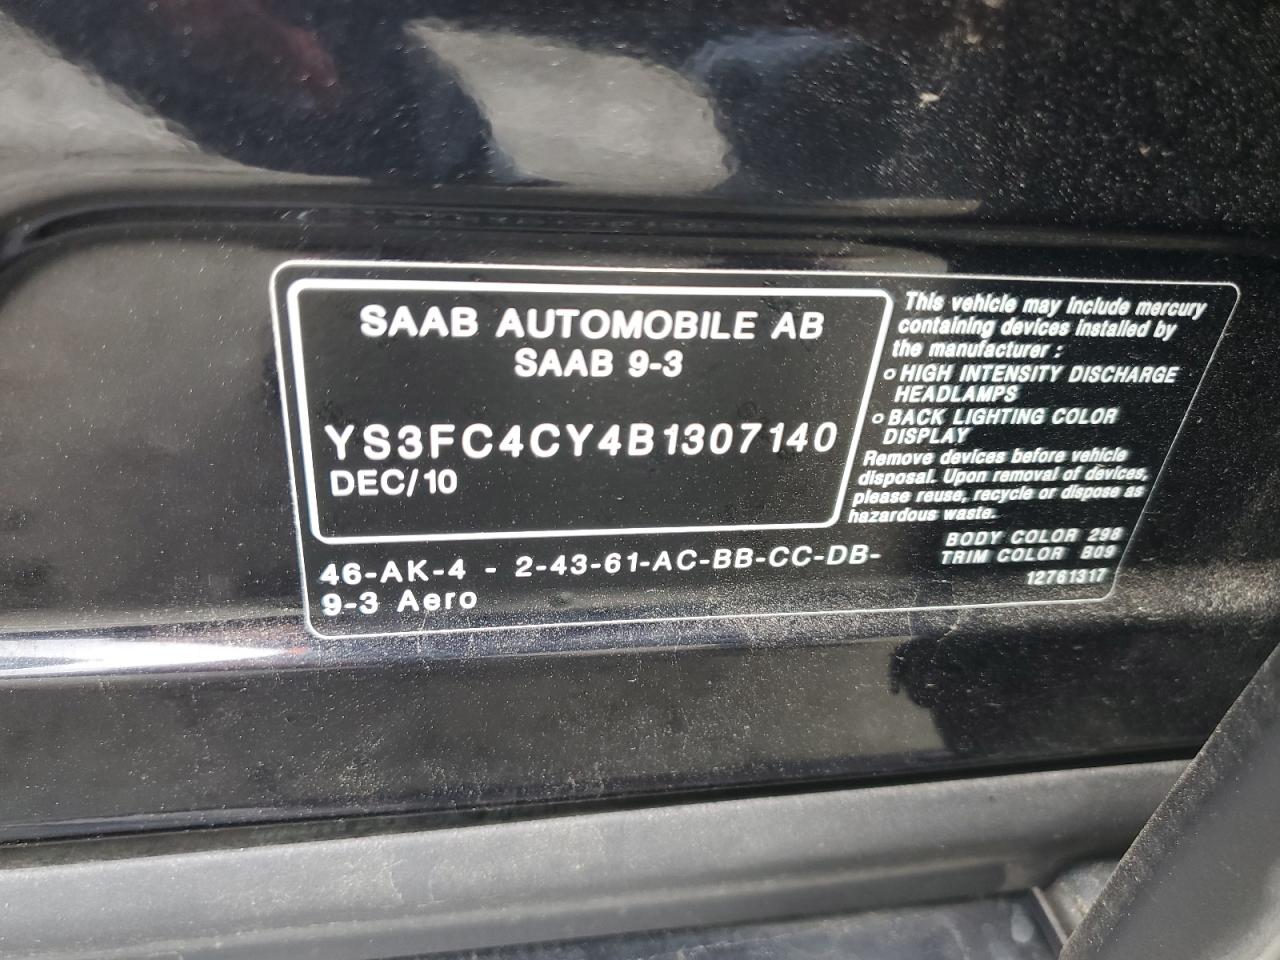 SAAB AUTOMOBILE AB
SAAB 9-3
YS3FC4CY4B1307140
DEC/10
46-AK-4 - 2-43-61-AC-BB-CC-DB-
9-3 Aero
This vehicle may include mercury
containing devices installed by
the manufacturer :
o HIGH INTENSITY DISCHARGE
HEADLAMPS
o BACK LIGHTING COLOR
DISPLAY
Remove devices before vehicle
disposal. Upon removal of devices,
please reuse, recycle or dispose as
hazardous waste.
BODY COLOR 298
TRIM COLOR B09
12761317